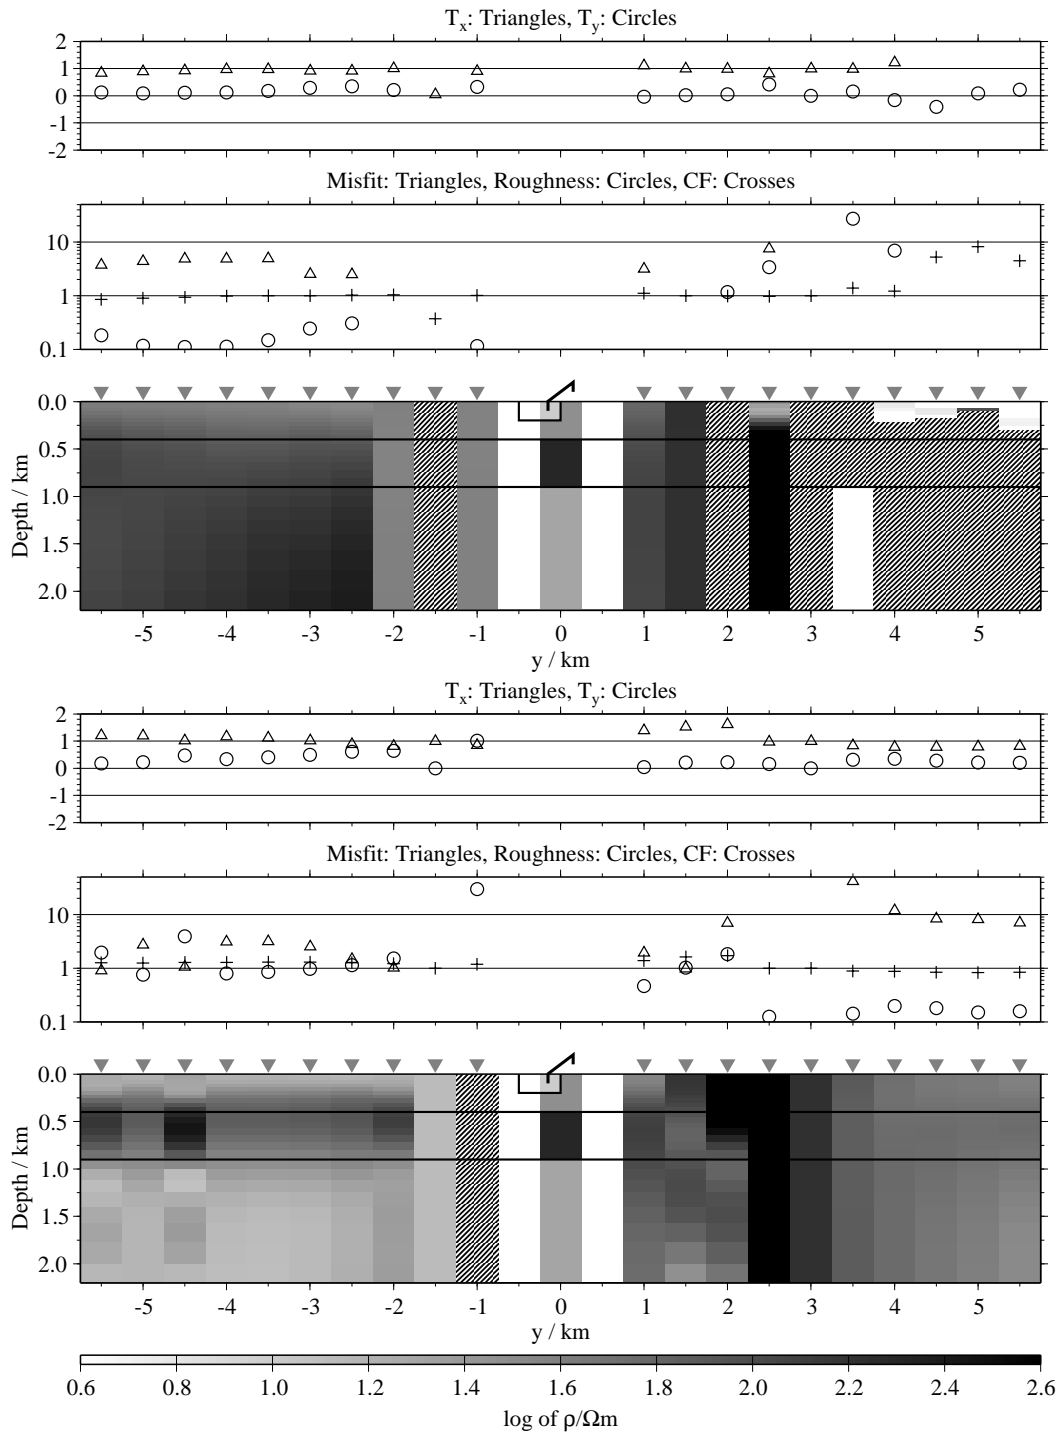 Tx: Triangles, Ty: Circles
2
1
0
-1
-2
Misfit: Triangles, Roughness: Circles, CF: Crosses
10
1
0.1
0.0
0.5
1.0
1.5
2.0
Depth / km
-5 -4 -3 -2 -1 0 1 2 3 4 5
y / km
Tx: Triangles, Ty: Circles
2
1
0
-1
-2
Misfit: Triangles, Roughness: Circles, CF: Crosses
10
1
0.1
0.0
0.5
1.0
1.5
2.0
Depth / km
-5 -4 -3 -2 -1 0 1 2 3 4 5
y / km
0.6 0.8 1.0 1.2 1.4 1.6 1.8 2.0 2.2 2.4 2.6
log of ρ/Ωm